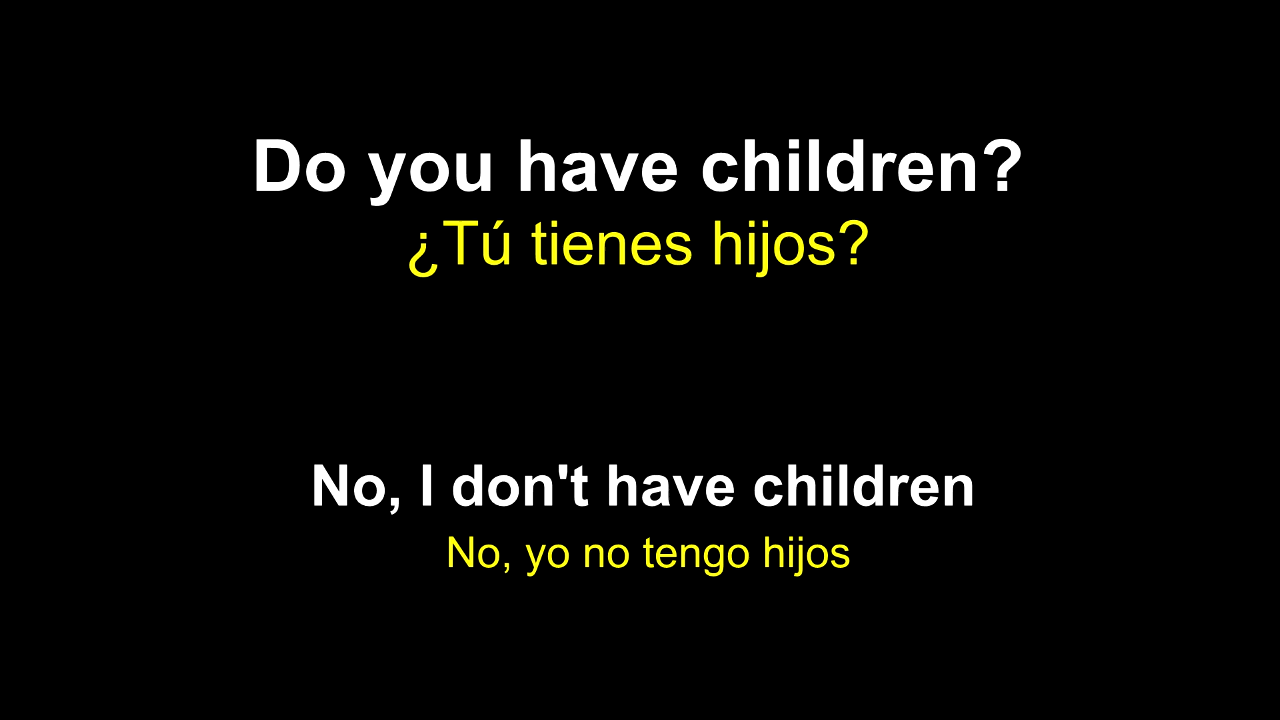 Do you have children?
¿Tú tienes hijos?
No, I don't have children
No, yo no tengo hijos